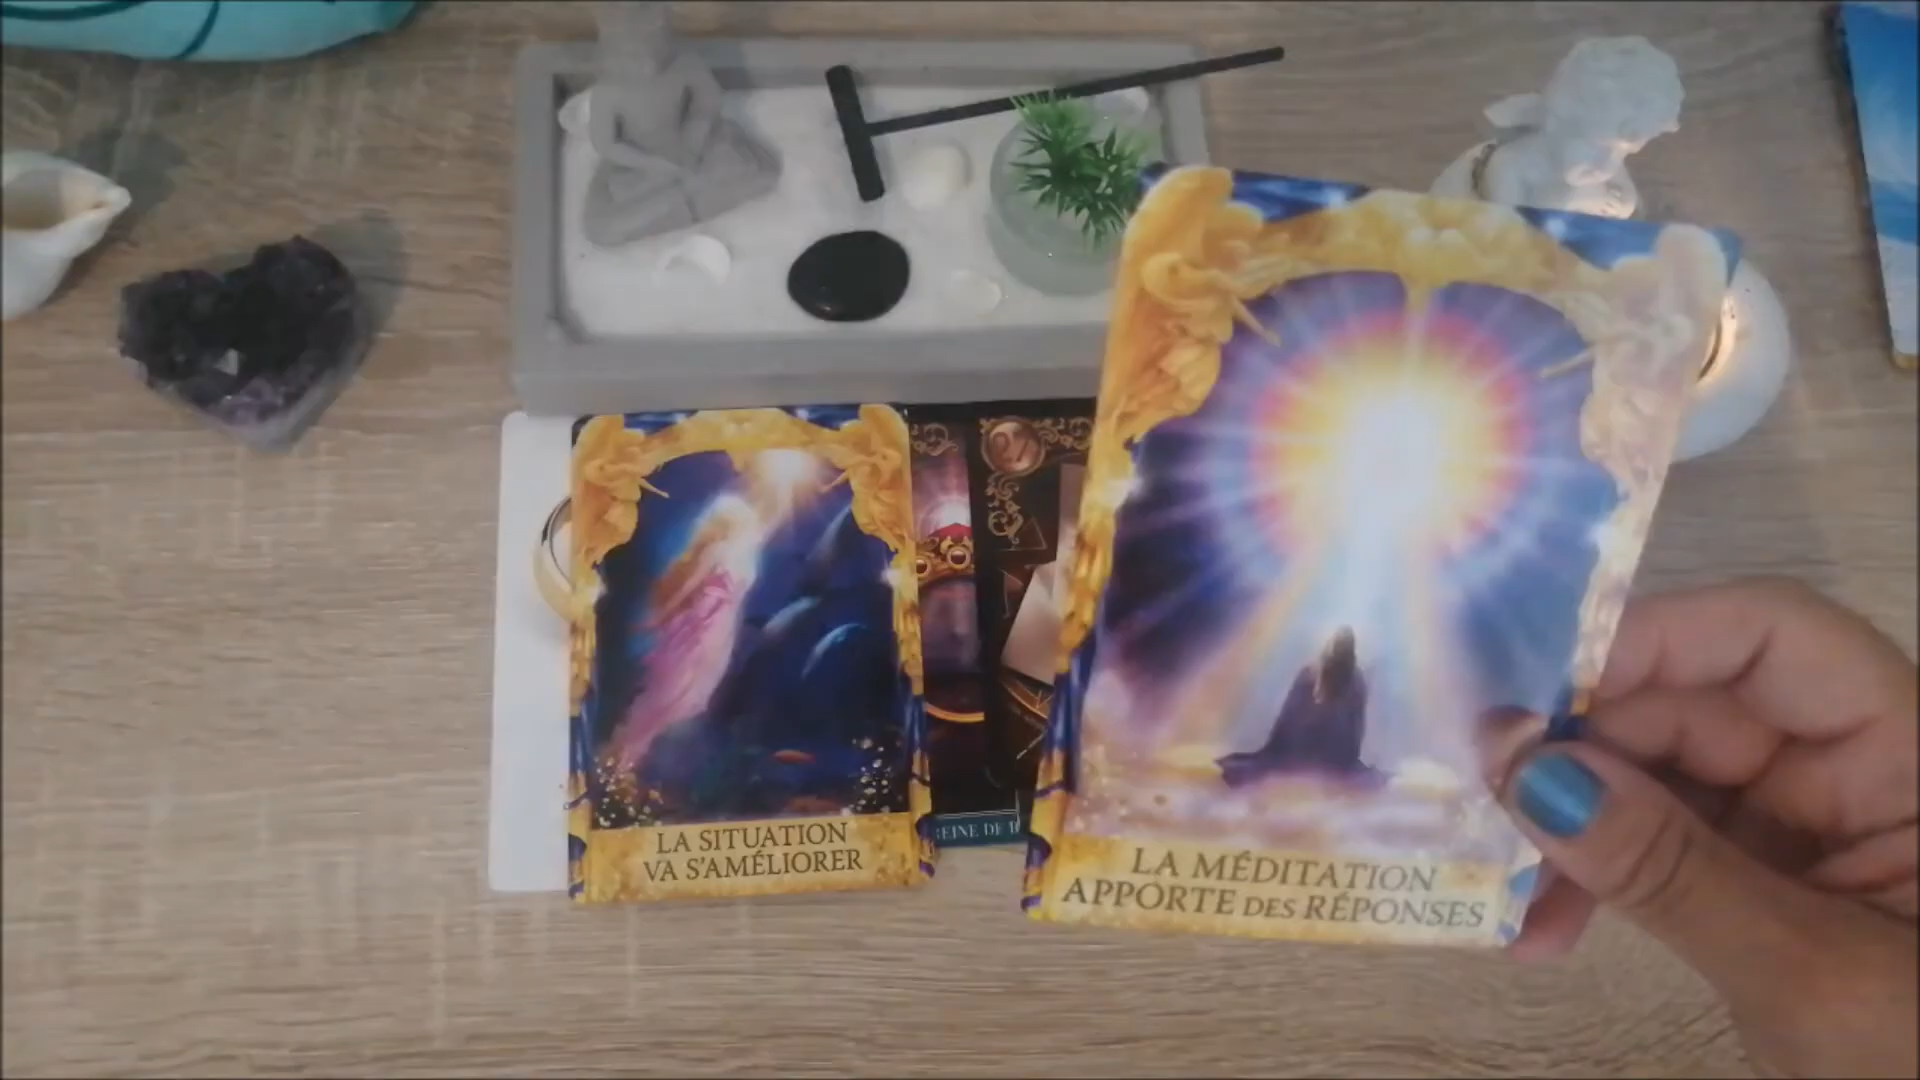 LA SITUATION
VA S'AMÉLIORER
LA MÉDITATION
APPORTE DES RÉPONSES